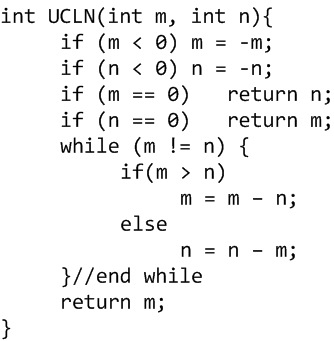 int UCLN(int m, int n){
if (m < 0) m = -m;
if (n < 0) n = -n;
if (m == 0)   return n;
if (n == 0)   return m;
while (m != n) {
if(m > n)
m = m – n;
else
n = n – m;
}//end while
return m;
}